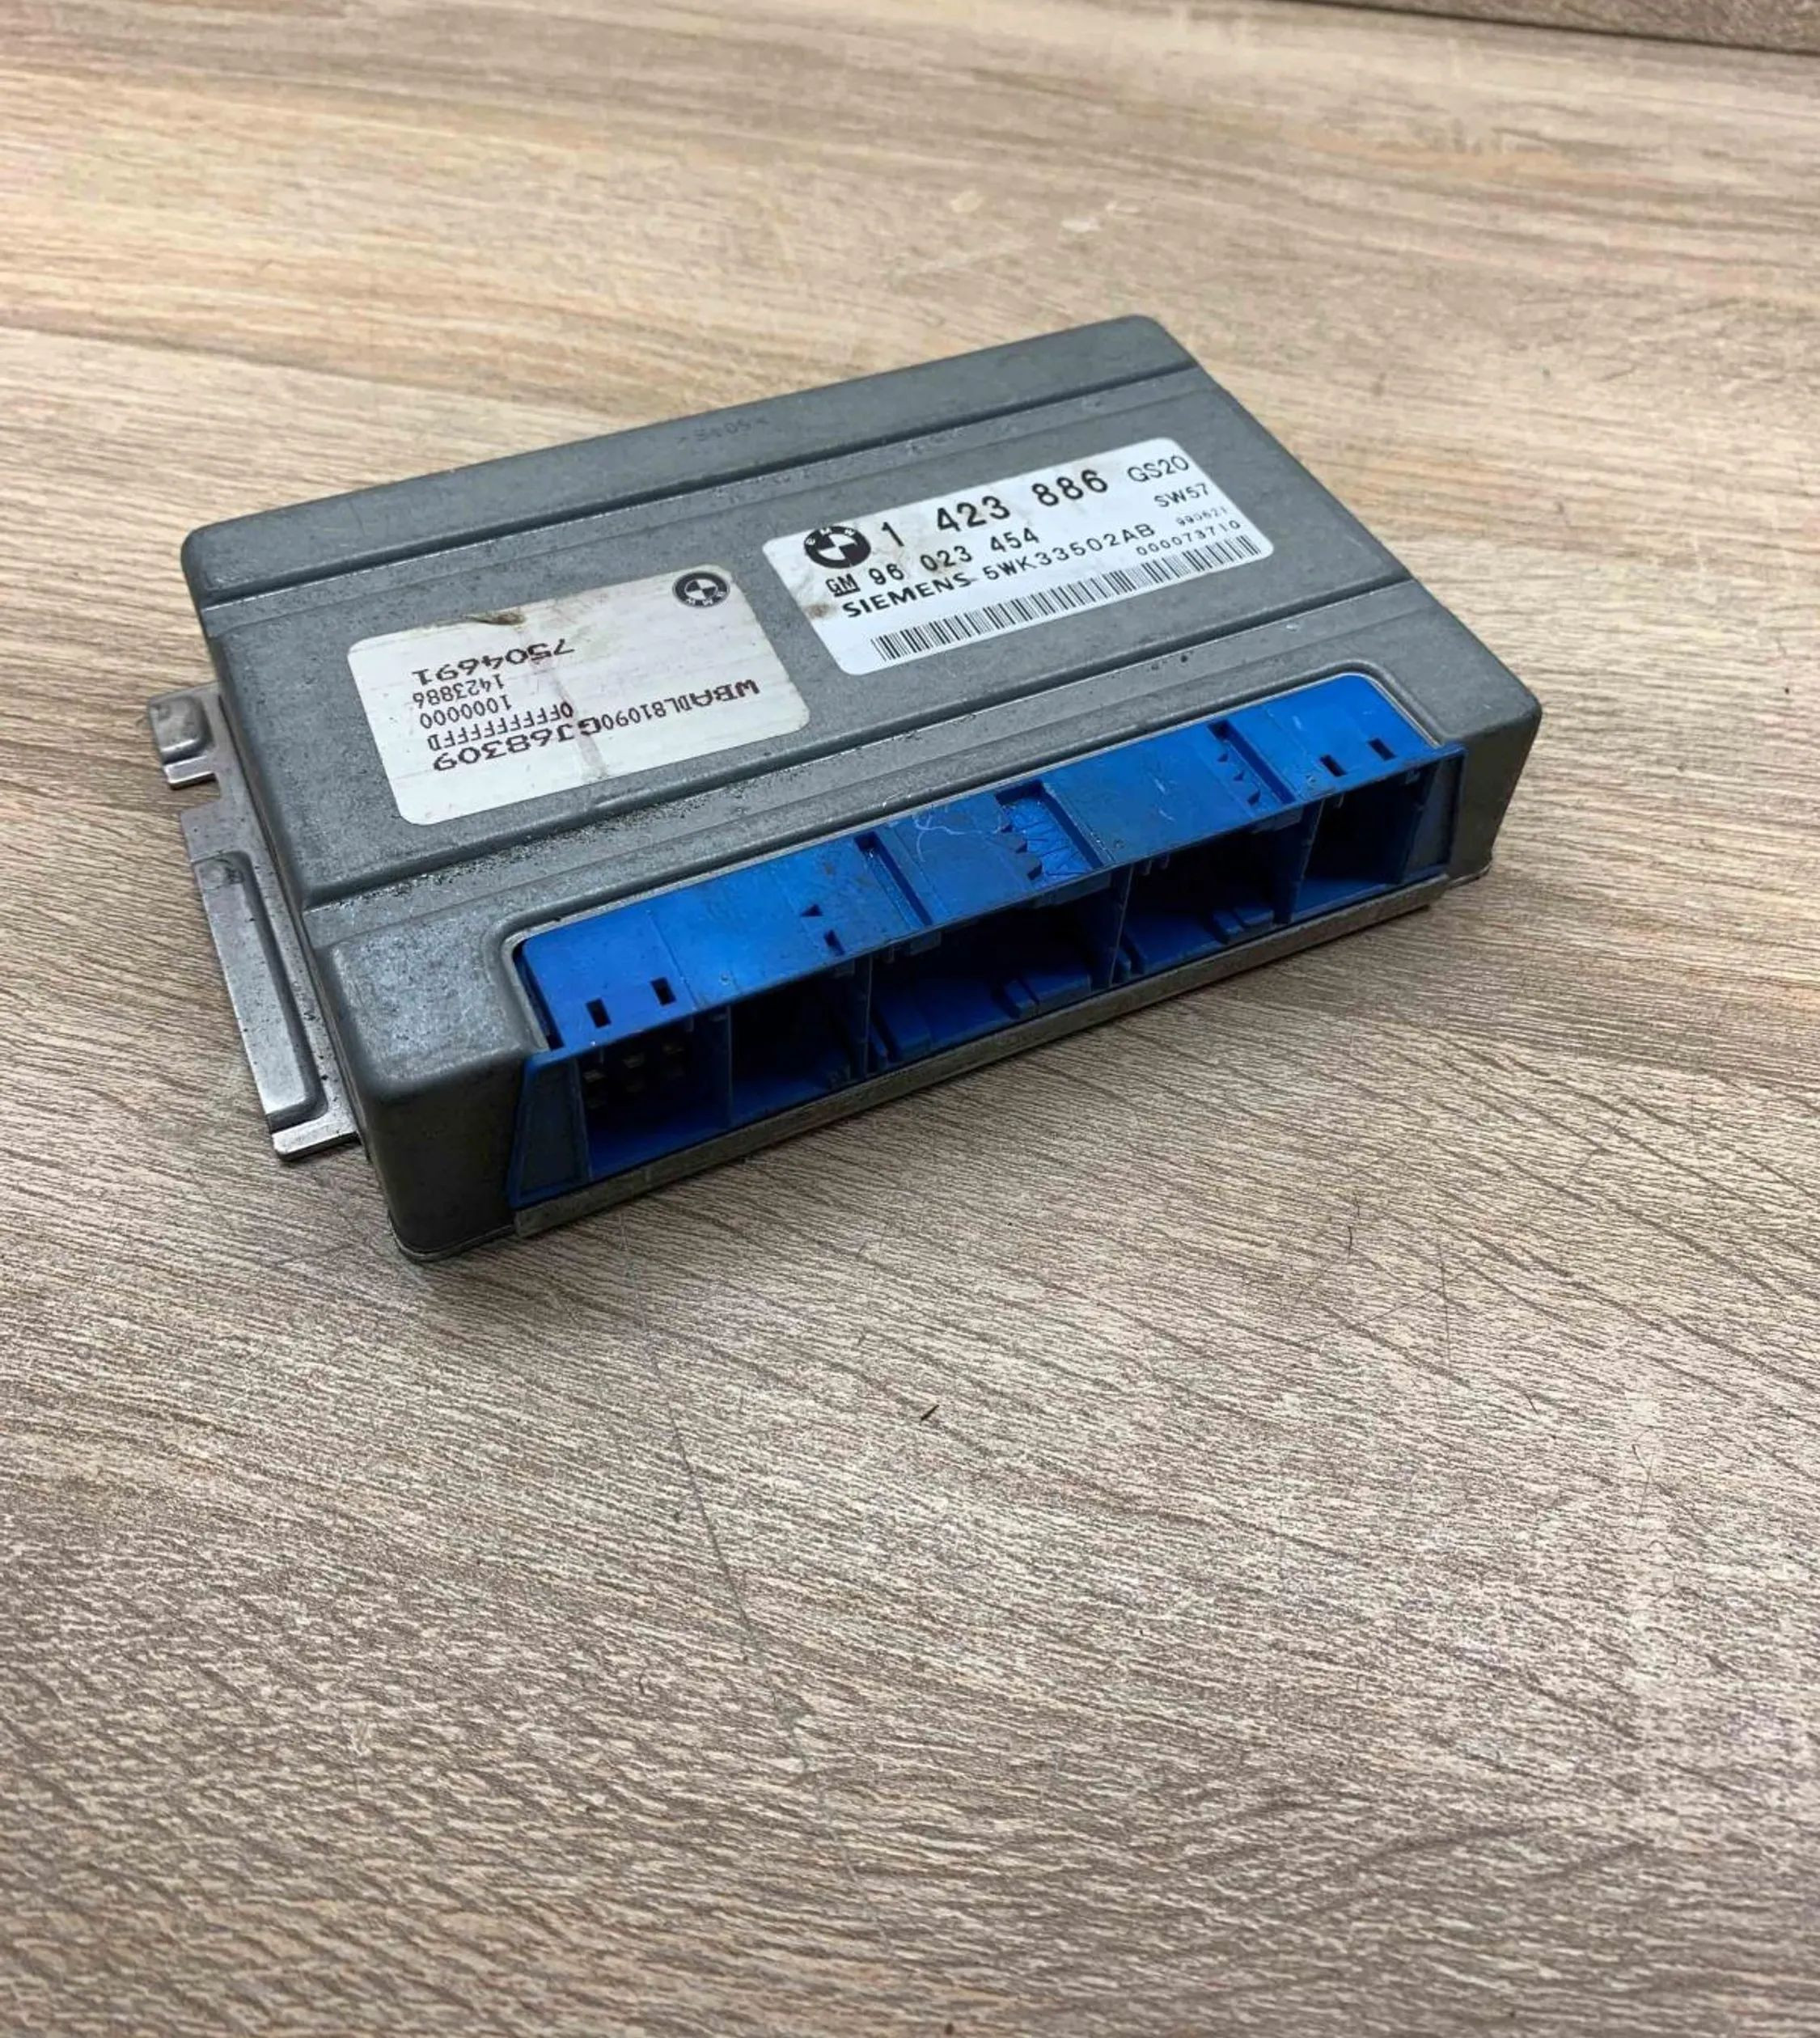 1 423 886 GS20
GM 96 023 454 SW57
SIEMENS 5WK33502AB 990621
000073710
WBADL81090GJ68309
0FFFFFFFFD
1000000
1423886
7504691